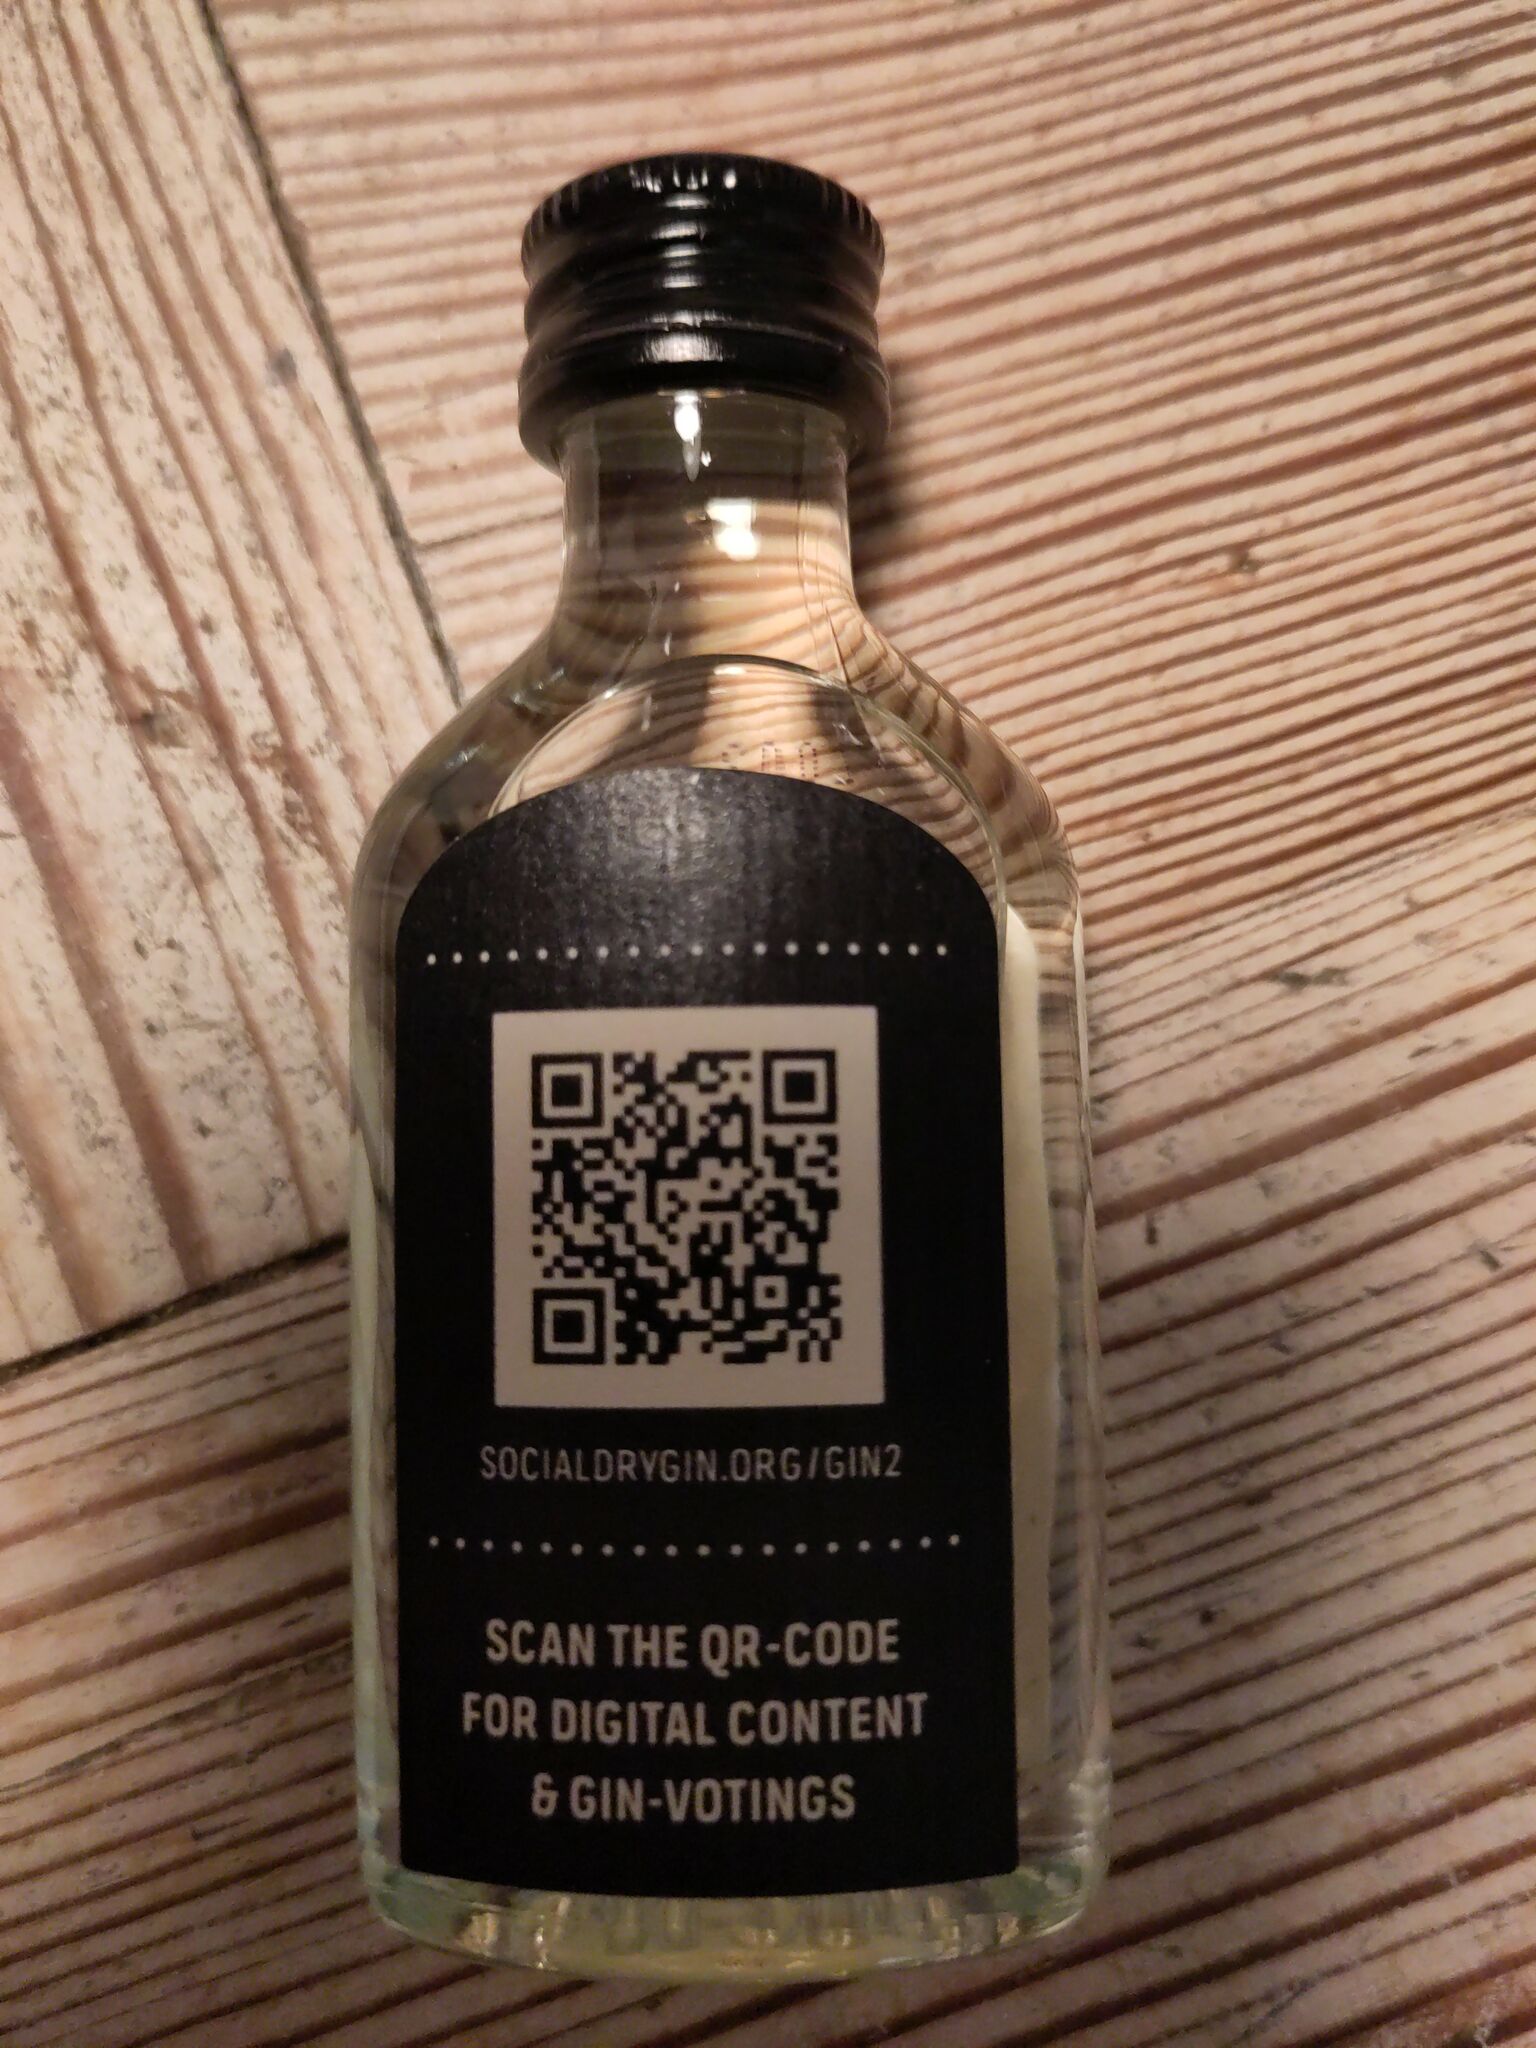 SOCIALDRYGIN.ORG/GIN2
SCAN THE QR-CODE
FOR DIGITAL CONTENT
& GIN-VOTINGS